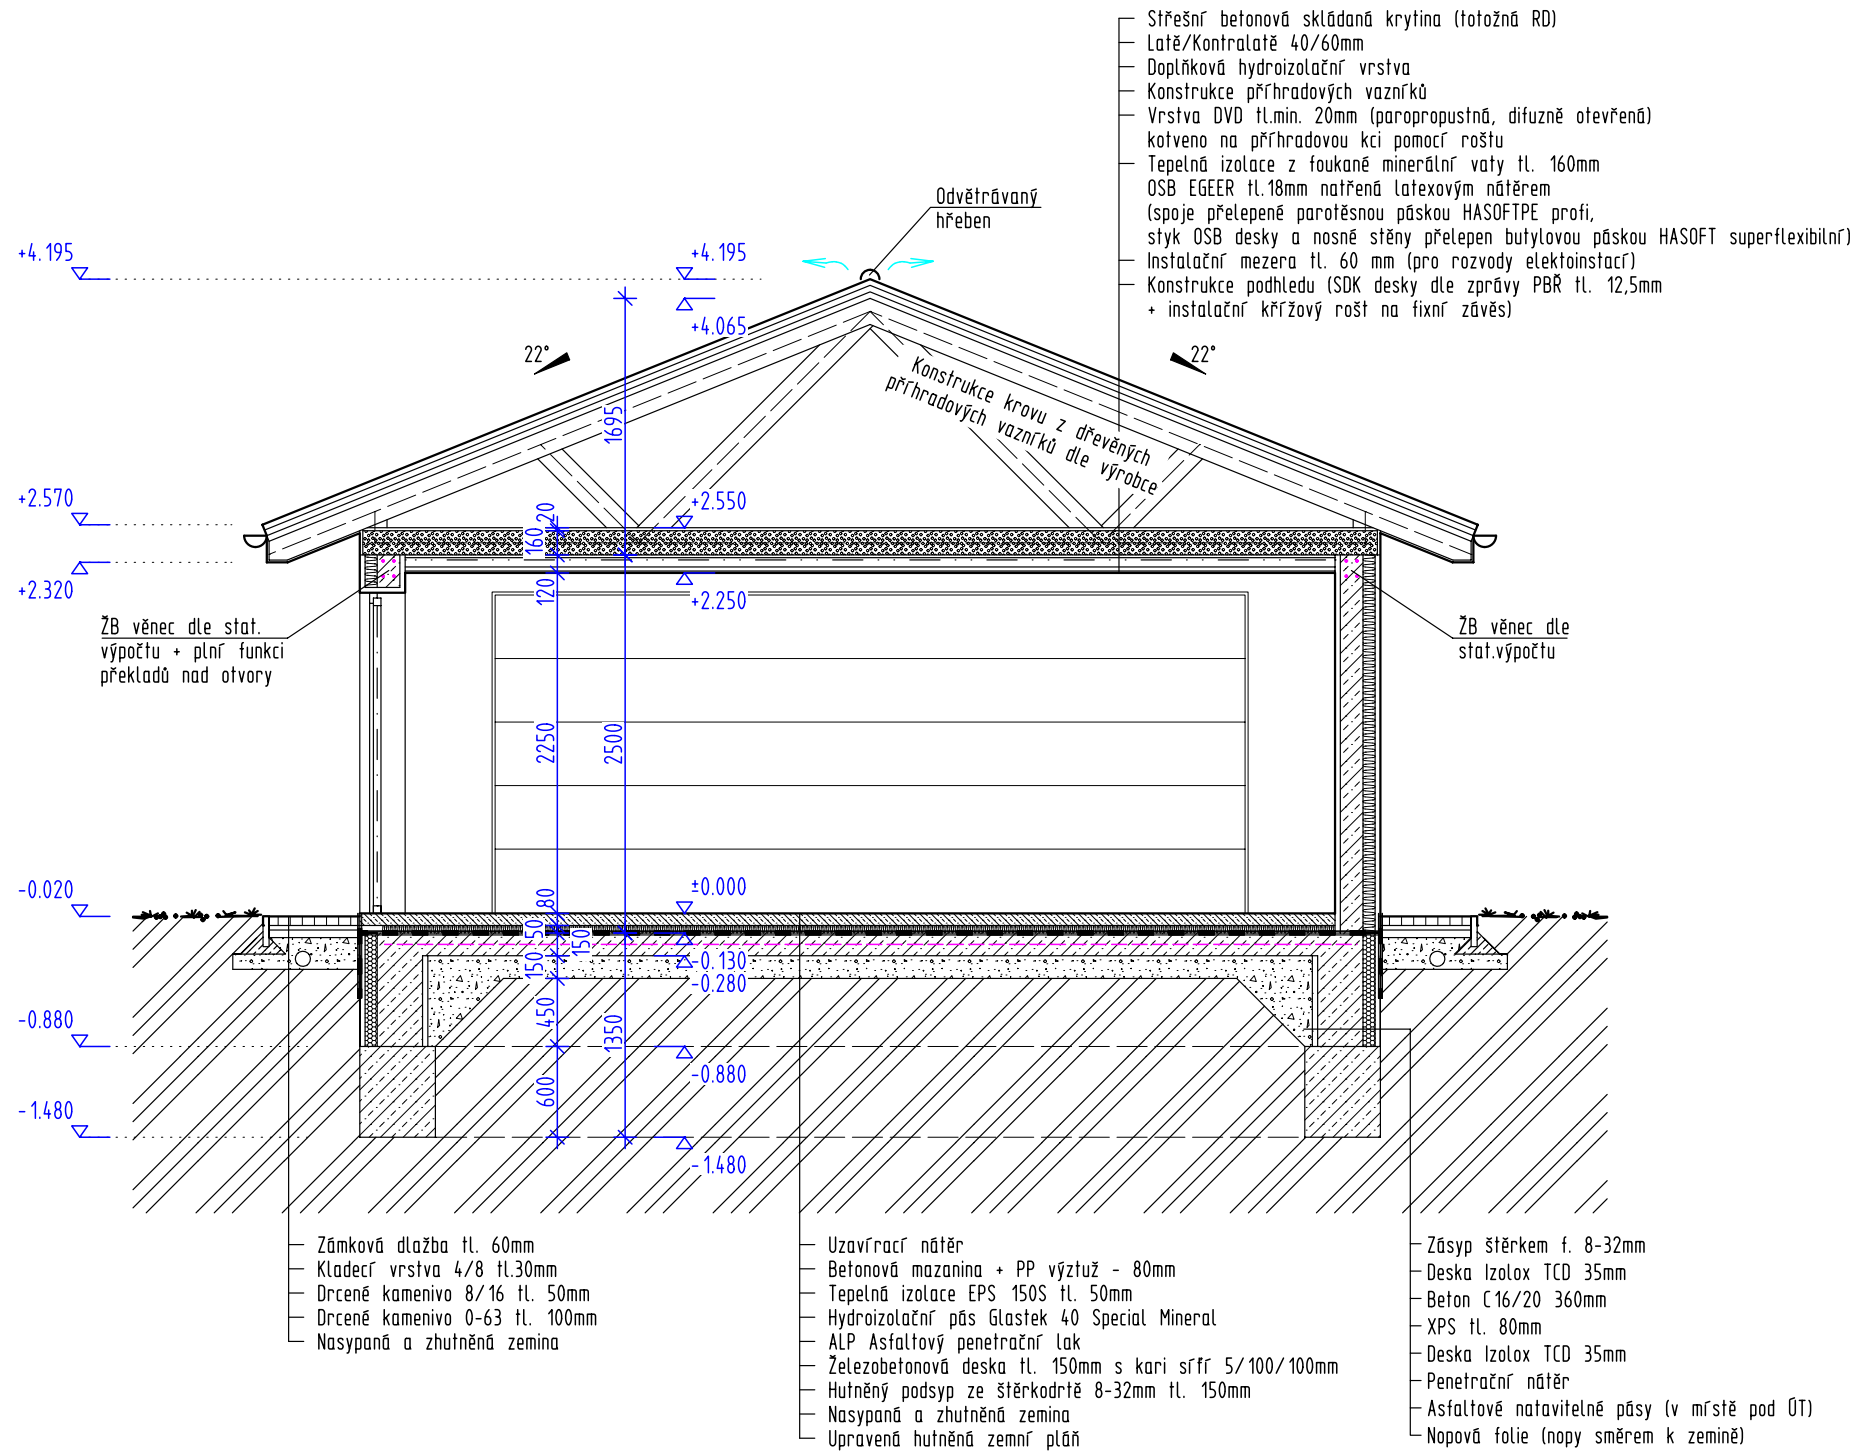 Střešní betonová skládaná krytina (totožná RD)
Latě/Kontralatě 40/60mm
Doplňková hydroizolační vrstva
Konstrukce příhradových vazníků
Vrstva DVD tl.min. 20mm (paropropustná, difuzně otevřená)
kotveno na příhradovou kci pomocí roštu
Tepelná izolace z foukané minerální vaty tl. 160mm
OSB EGEER tl.18mm natřená latexovým nátěrem
(spoje přelepené parotěsnou páskou HASOFTPE profi,
styk OSB desky a nosné stěny přelepen butylovou páskou HASOFT superflexibilní)
Instalační mezera tl. 60 mm (pro rozvody elektoinstací)
Konstrukce podhledu (SDK desky dle zprávy PBŘ tl. 12,5mm
+ instalační křížový rošt na fixní závěs)
Odvětrávaný
hřeben
+4.195
+4.195
+4.065
22°
22°
Konstrukce krovu z dřevěných
příhradových vazníků dle výrobce
1695
+2.570
+2.550
20
160
120
+2.320
+2.250
ŽB věnec dle stat.
výpočtu + plní funkci
překladů nad otvory
ŽB věnec dle
stat.výpočtu
2250
2500
-0.020
±0.000
80
50
150
150
-0.130
-0.280
450
1350
-0.880
-0.880
600
-1.480
-1.480
Zámková dlažba tl. 60mm
Kladecí vrstva 4/8 tl.30mm
Drcené kamenivo 8/16 tl. 50mm
Drcené kamenivo 0-63 tl. 100mm
Nasypaná a zhutněná zemina
Uzavírací nátěr
Betonová mazanina + PP výztuž - 80mm
Tepelná izolace EPS 150S tl. 50mm
Hydroizolační pás Glastek 40 Special Mineral
ALP Asfaltový penetrační lak
Železobetonová deska tl. 150mm s kari sítí 5/100/100mm
Hutněný podsyp ze štěrkodrtě 8-32mm tl. 150mm
Nasypaná a zhutněná zemina
Upravená hutněná zemní pláň
Zásyp štěrkem f. 8-32mm
Deska Izolox TCD 35mm
Beton C16/20 360mm
XPS tl. 80mm
Deska Izolox TCD 35mm
Penetrační nátěr
Asfaltové natavitelné pásy (v místě pod ÚT)
Nopová folie (nopy směrem k zemině)